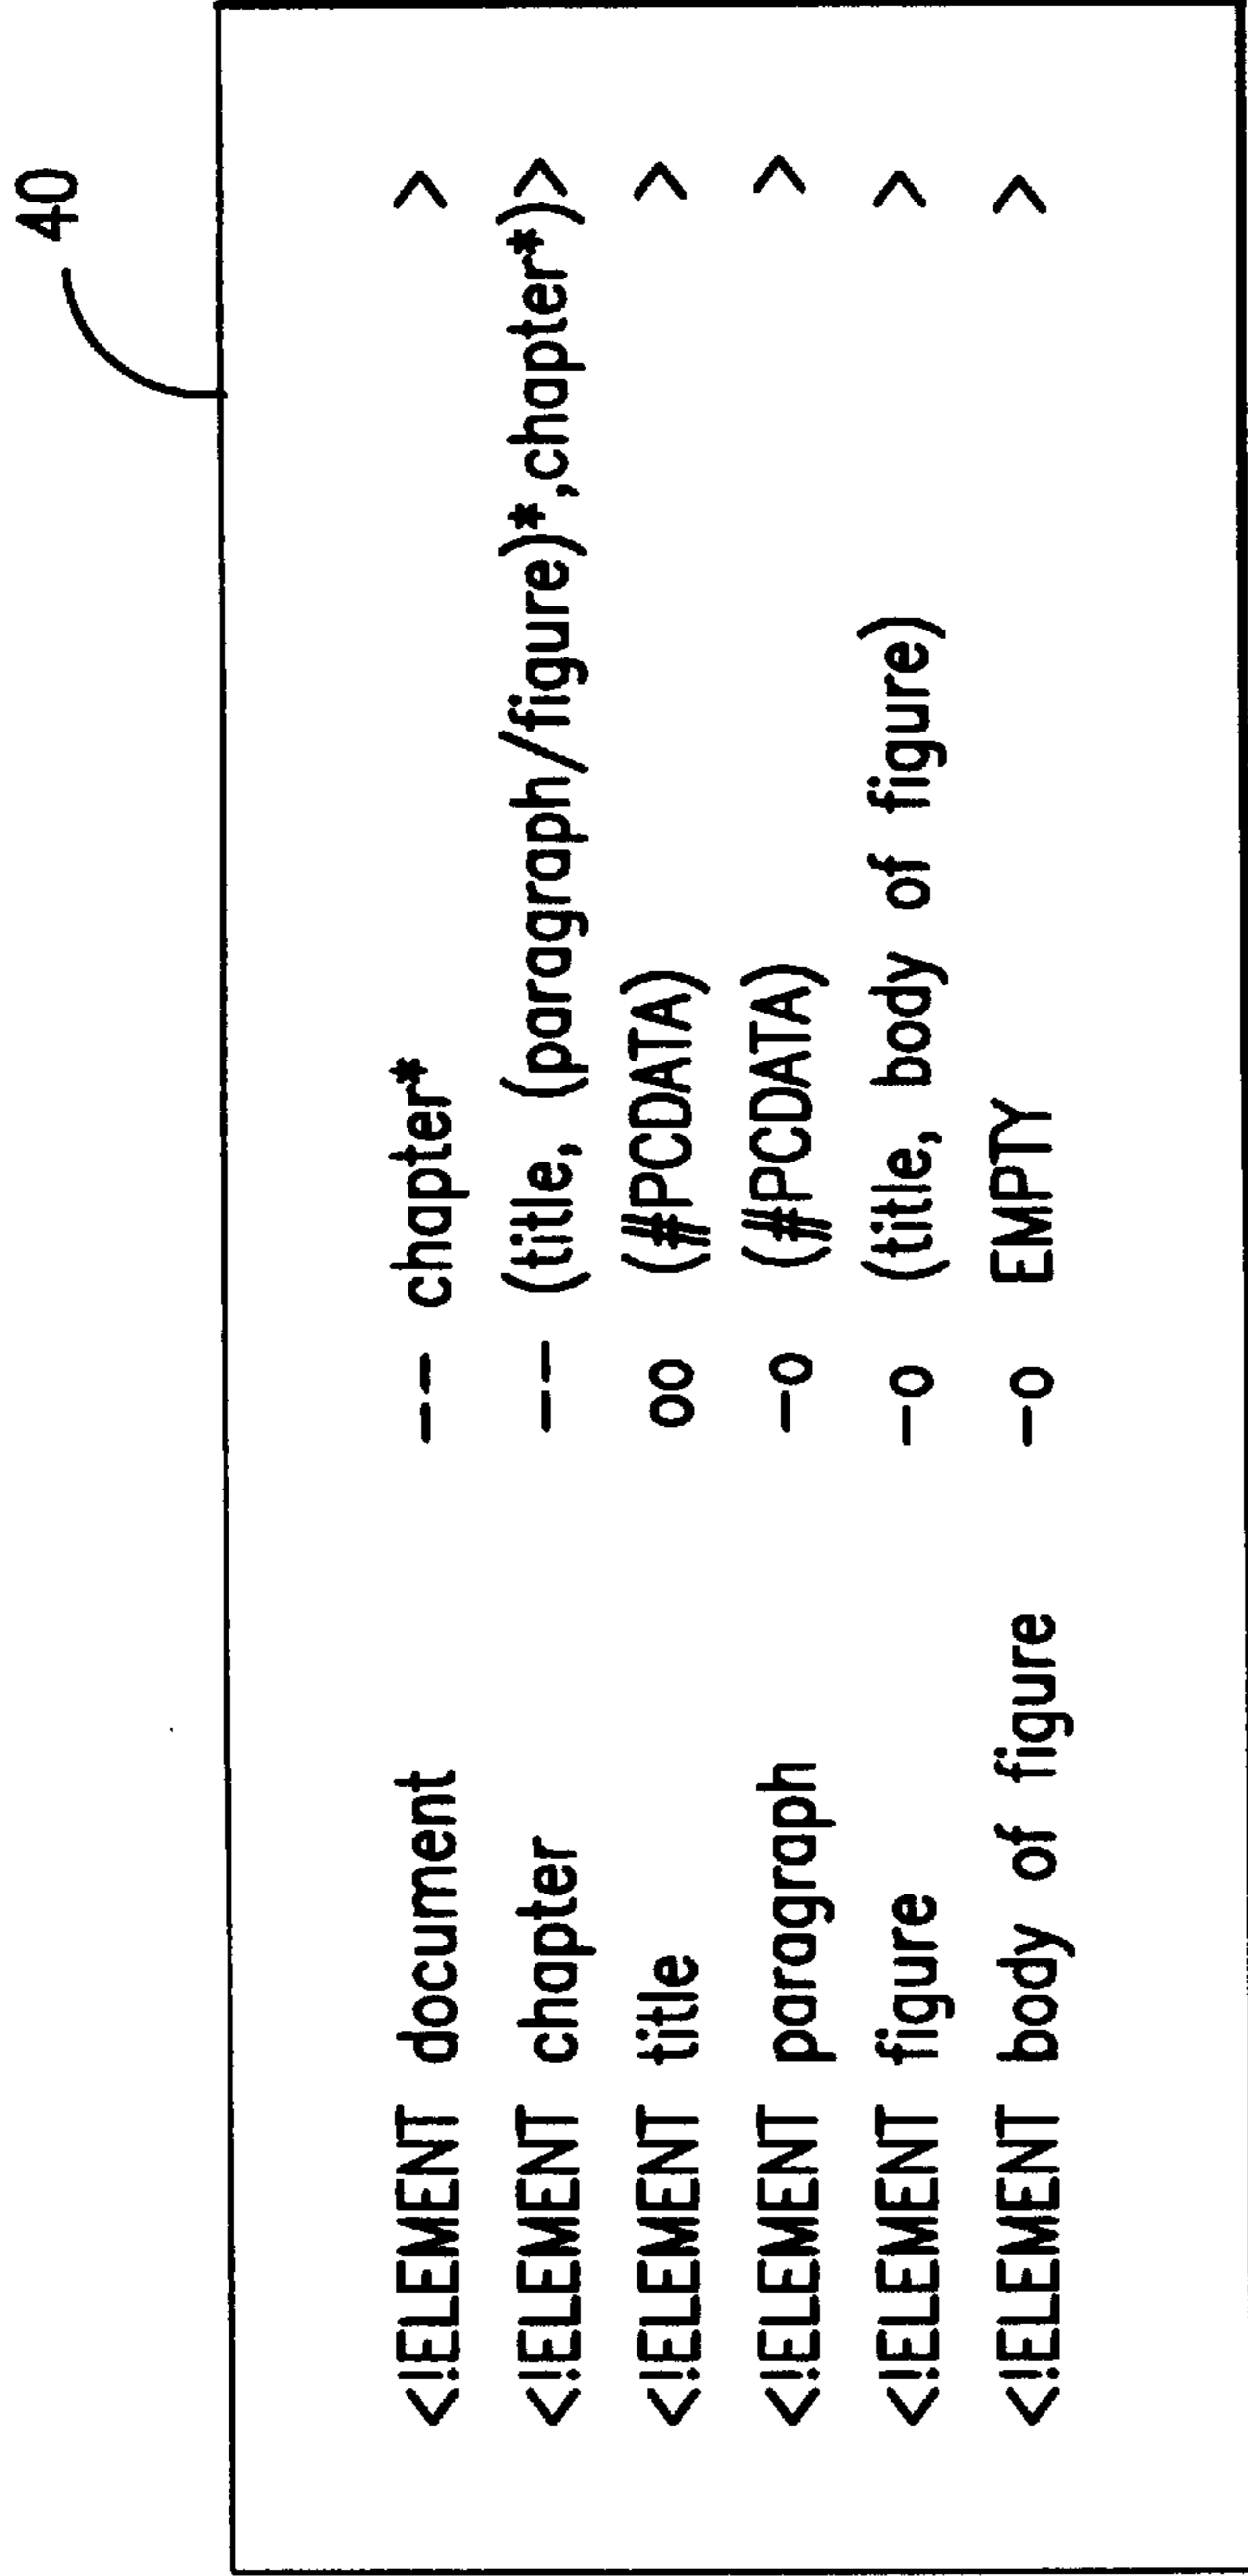 40
<!ELEMENT document -- chapter* >
<!ELEMENT chapter -- (title, (paragraph/figure)*,chapter*)>
<!ELEMENT title oo (#PCDATA) >
<!ELEMENT paragraph -o (#PCDATA) >
<!ELEMENT figure -o (title, body of figure) >
<!ELEMENT body of figure -o EMPTY >